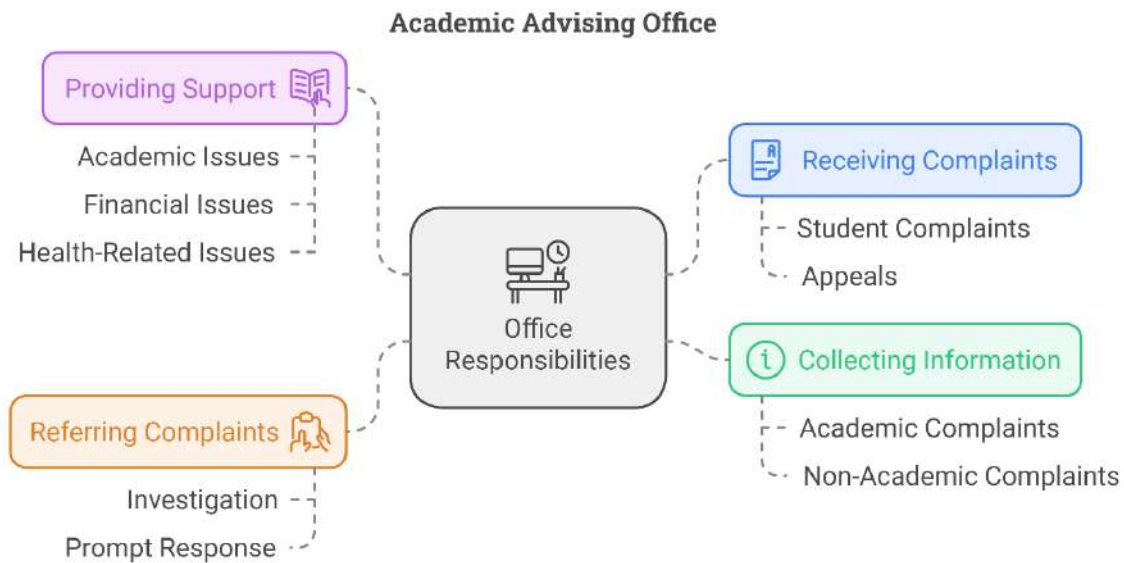 Academic Advising Office
Providing Support
Academic Issues
Financial Issues
Health-Related Issues
Referring Complaints
Investigation
Prompt Response
Office
Responsibilities
Receiving Complaints
Student Complaints
Appeals
Collecting Information
Academic Complaints
Non-Academic Complaints